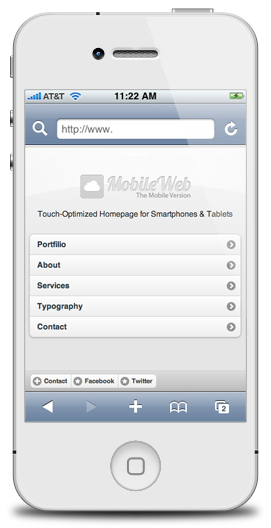 AT&T 11:22 AM
http://www.
MobileWeb
The Mobile Version
Touch-Optimized Homepage for Smartphones & Tablets
Portfilio
About
Services
Typography
Contact
Contact Facebook Twitter
2